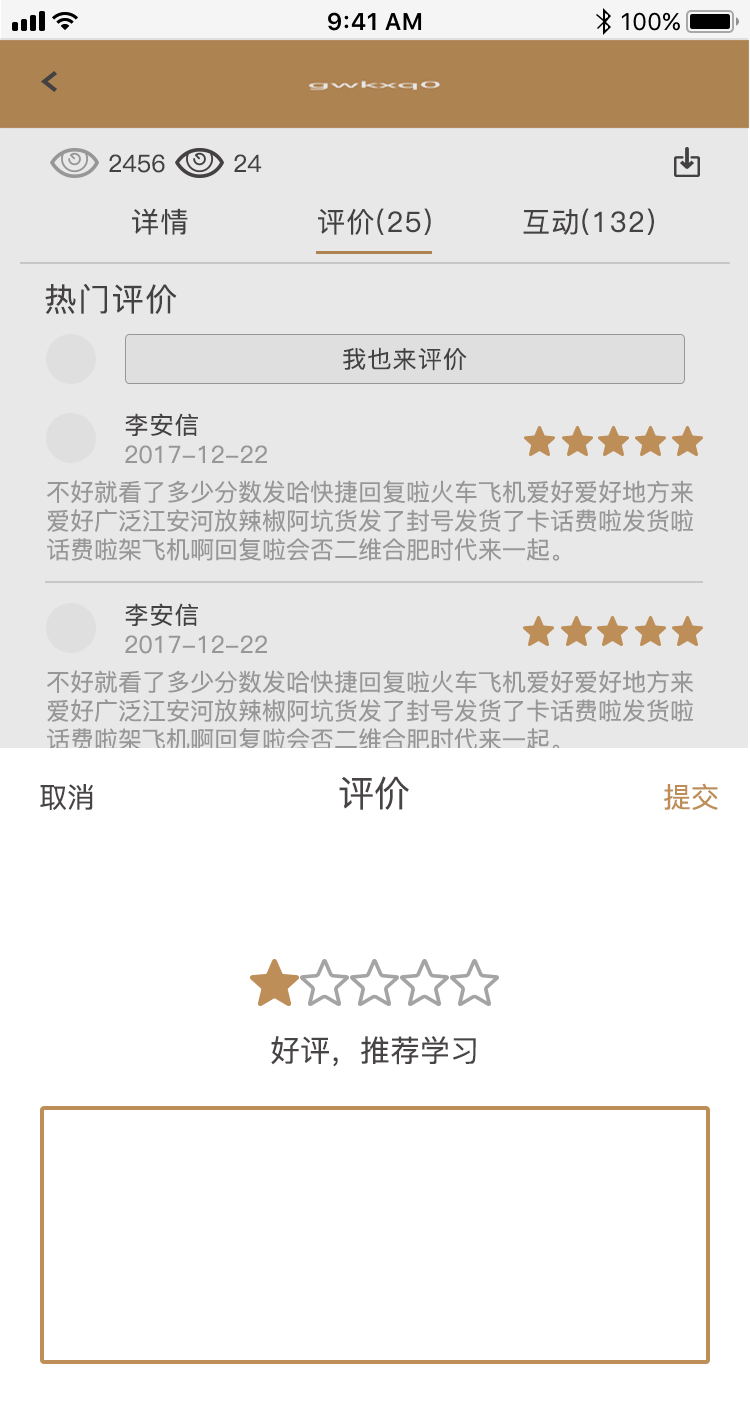 9:41 AM
100%
gwkxq0
2456 24
详情 评价(25) 互动(132)
热门评价
我也来评价
李安信
2017-12-22
不好就看了多少分数发哈快捷回复啦火车飞机爱好爱好地方来
爱好广泛江安河放辣椒阿坑货发了封号发货了卡话费啦发货啦
话费啦架飞机啊回复啦会否二维合肥时代来一起。
李安信
2017-12-22
不好就看了多少分数发哈快捷回复啦火车飞机爱好爱好地方来
爱好广泛江安河放辣椒阿坑货发了封号发货了卡话费啦发货啦
话费啦架飞机啊回复啦会否二维合肥时代来一起。
取消 评价 提交
好评，推荐学习